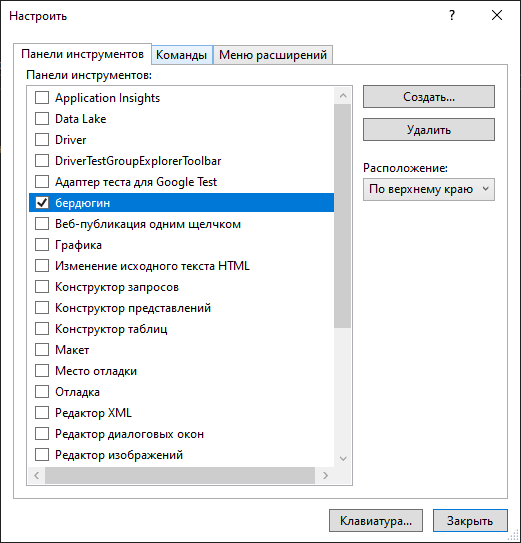 Настроить
?
Панели инструментов
Команды
Меню расширений
Панели инструментов:
Application Insights
Data Lake
Driver
DriverTestGroupExplorerToolbar
Адаптер теста для Google Test
бердюгин
Веб-публикация одним щелчком
Графика
Изменение исходного текста HTML
Конструктор запросов
Конструктор представлений
Конструктор таблиц
Макет
Место отладки
Отладка
Редактор XML
Редактор диалоговых окон
Редактор изображений
Создать...
Удалить
Расположение:
По верхнему краю
Клавиатура...
Закрыть